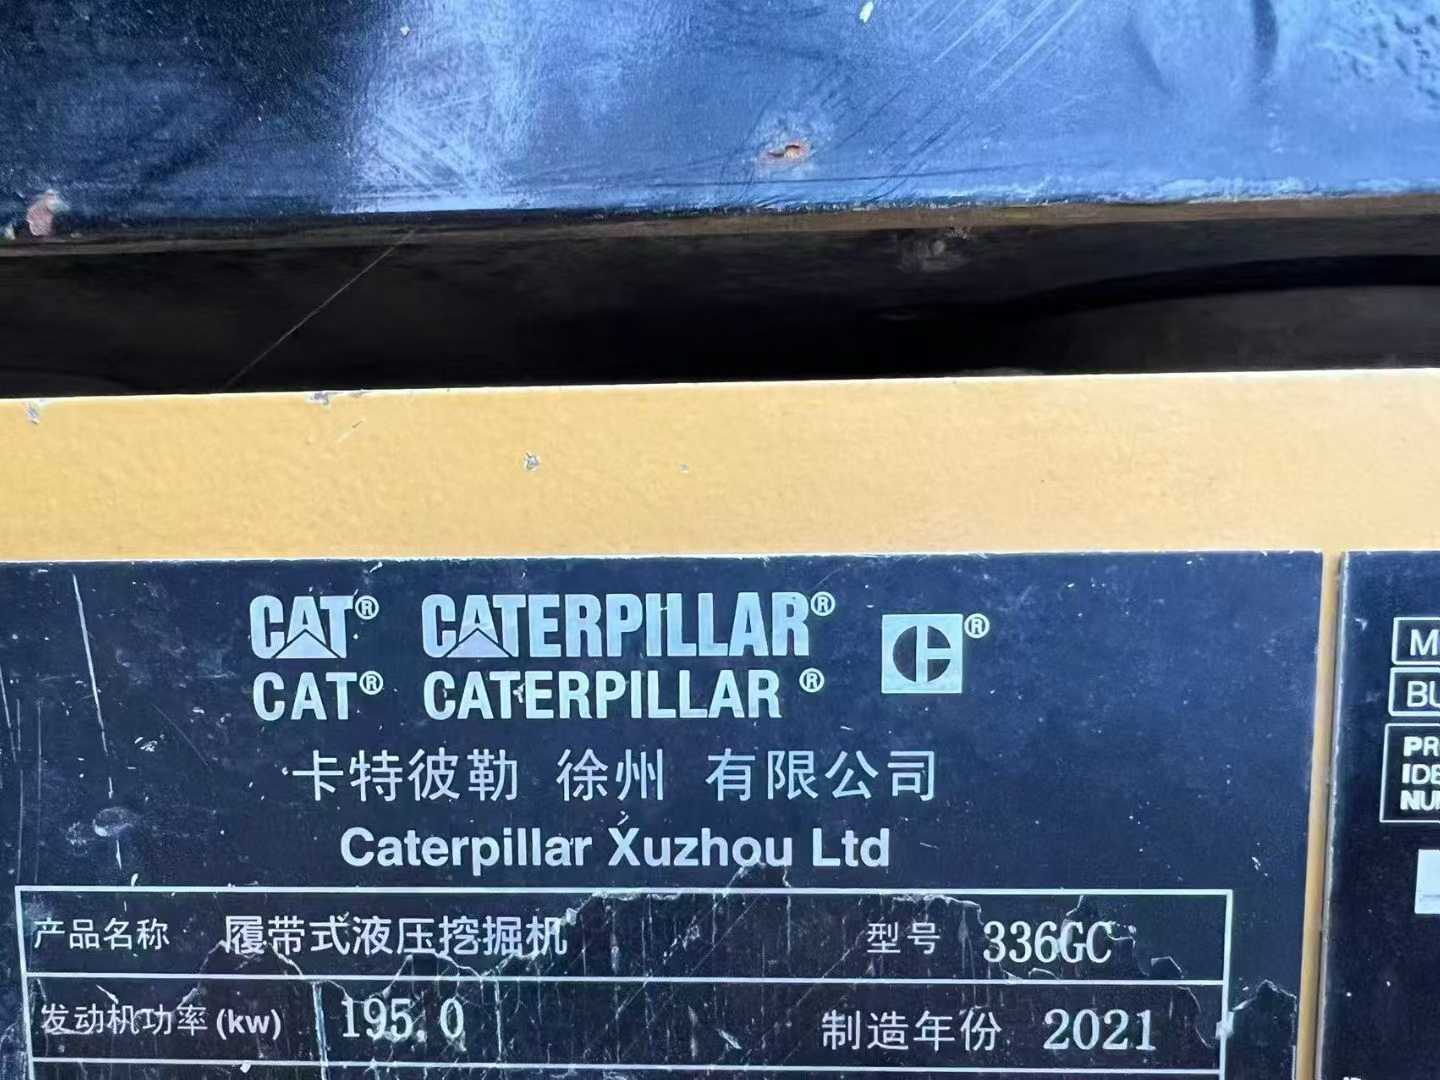 CAT® CATERPILLAR®
CAT® CATERPILLAR®
卡特彼勒 徐州 有限公司
Caterpillar Xuzhou Ltd
产品名称 履带式液压挖掘机 型号 336GC
发动机功率(kw) 195.0 制造年份 2021